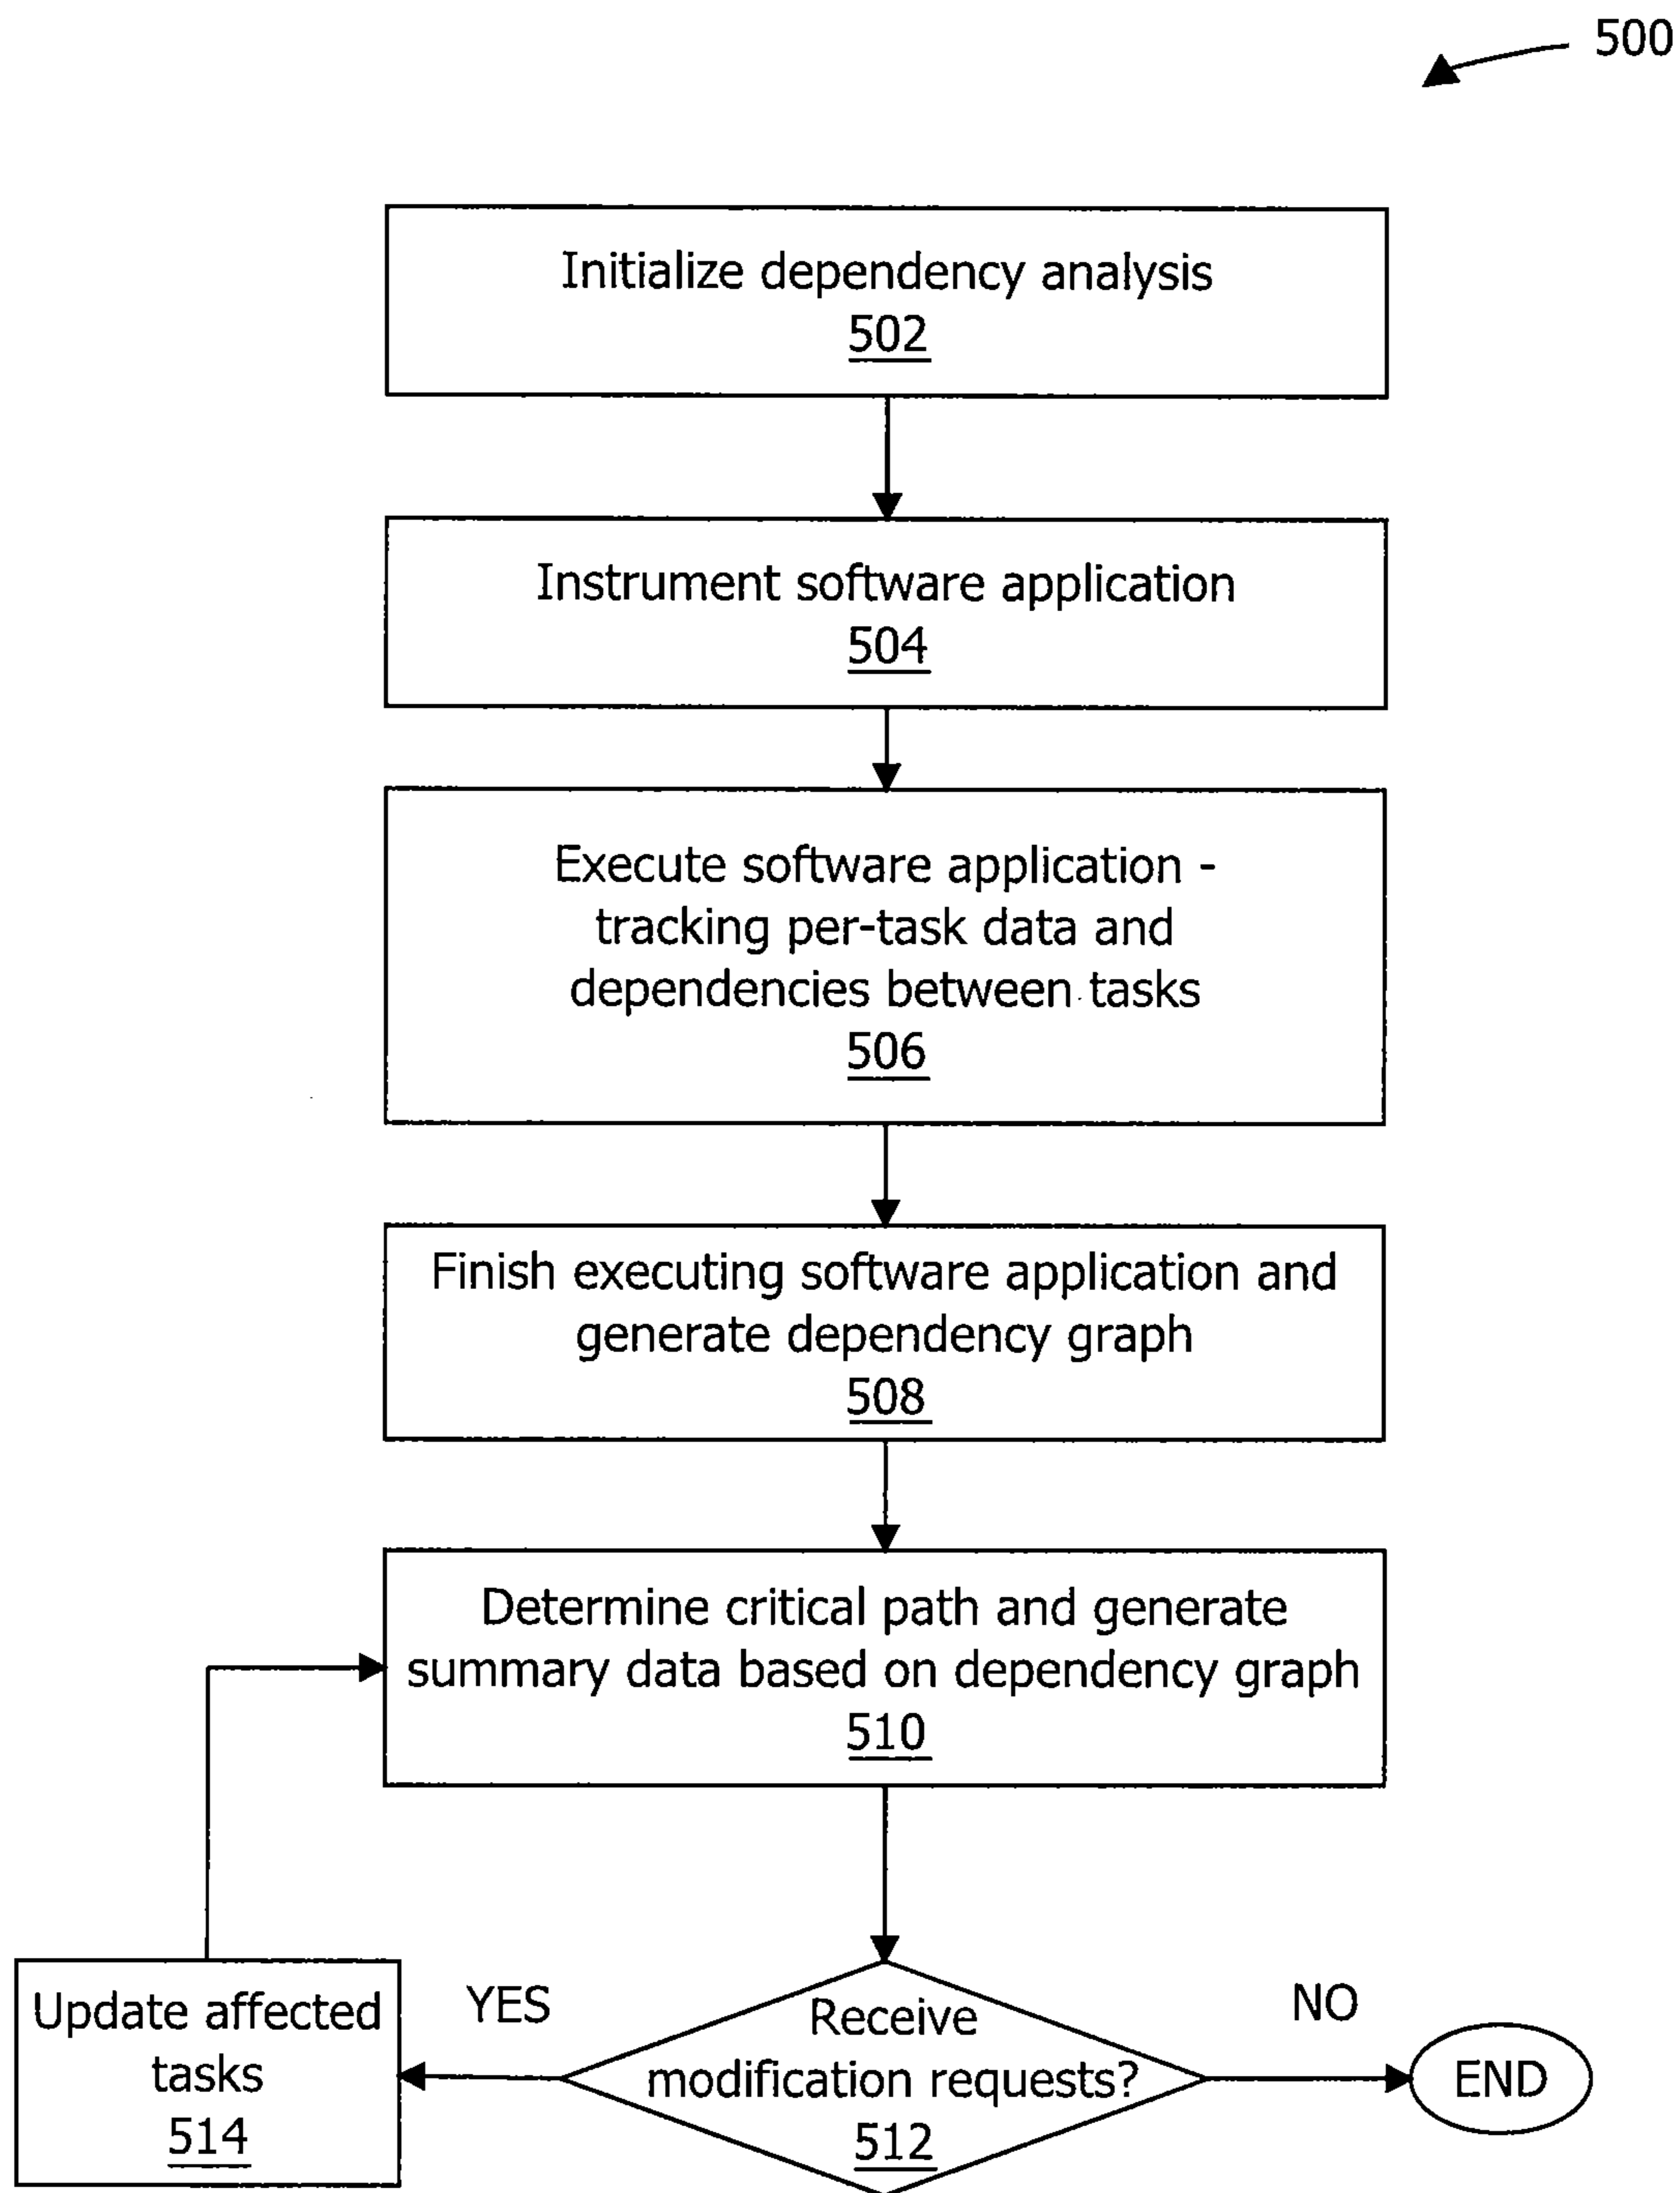 500
Initialize dependency analysis
502
Instrument software application
504
Execute software application -
tracking per-task data and
dependencies between tasks
506
Finish executing software application and
generate dependency graph
508
Determine critical path and generate
summary data based on dependency graph
510
Update affected
tasks
514
YES
Receive
modification requests?
512
NO
END